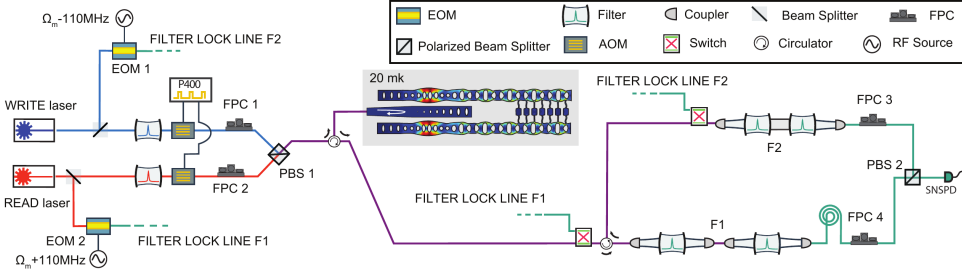 Ωm-110MHz
FILTER LOCK LINE F2
EOM 1
P400
WRITE laser
FPC 1
PBS 1
READ laser
FPC 2
EOM 2
FILTER LOCK LINE F1
Ωm+110MHz
20 mk
EOM
Filter
Coupler
Beam Splitter
FPC
Polarized Beam Splitter
AOM
Switch
Circulator
RF Source
FILTER LOCK LINE F2
FPC 3
F2
PBS 2
SNSPD
FILTER LOCK LINE F1
F1
FPC 4